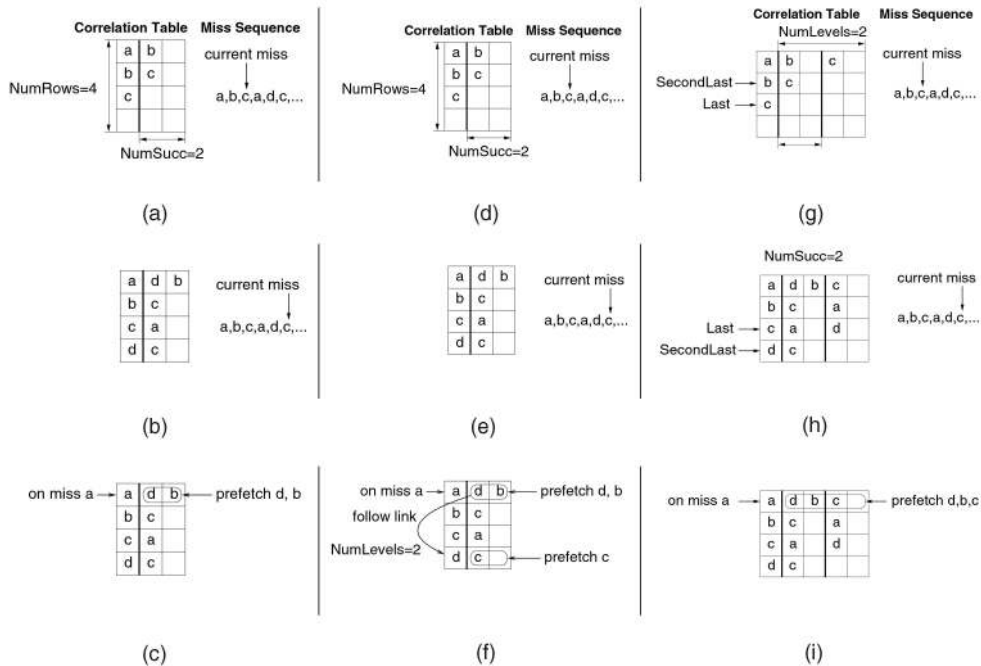 Correlation Table Miss Sequence
a b
b c
c
current miss
a,b,c,a,d,c,...
NumRows=4
NumSucc=2
(a)
Correlation Table Miss Sequence
a b
b c
c
current miss
a,b,c,a,d,c,...
NumRows=4
NumSucc=2
(d)
Correlation Table Miss Sequence
NumLevels=2
a b c
SecondLast b c
Last c
current miss
a,b,c,a,d,c,...
(g)
a d b
b c
c a
d c
current miss
a,b,c,a,d,c,...
(b)
a d b
b c
c a
d c
current miss
a,b,c,a,d,c,...
(e)
NumSucc=2
a d b c
b c a
Last c a d
SecondLast d c
current miss
a,b,c,a,d,c,...
(h)
on miss a a d b prefetch d, b
b c
c a
d c
(c)
on miss a a d b prefetch d, b
follow link b c
c a
NumLevels=2
d c prefetch c
(f)
on miss a a d b c prefetch d,b,c
b c a
c a d
d c
(i)